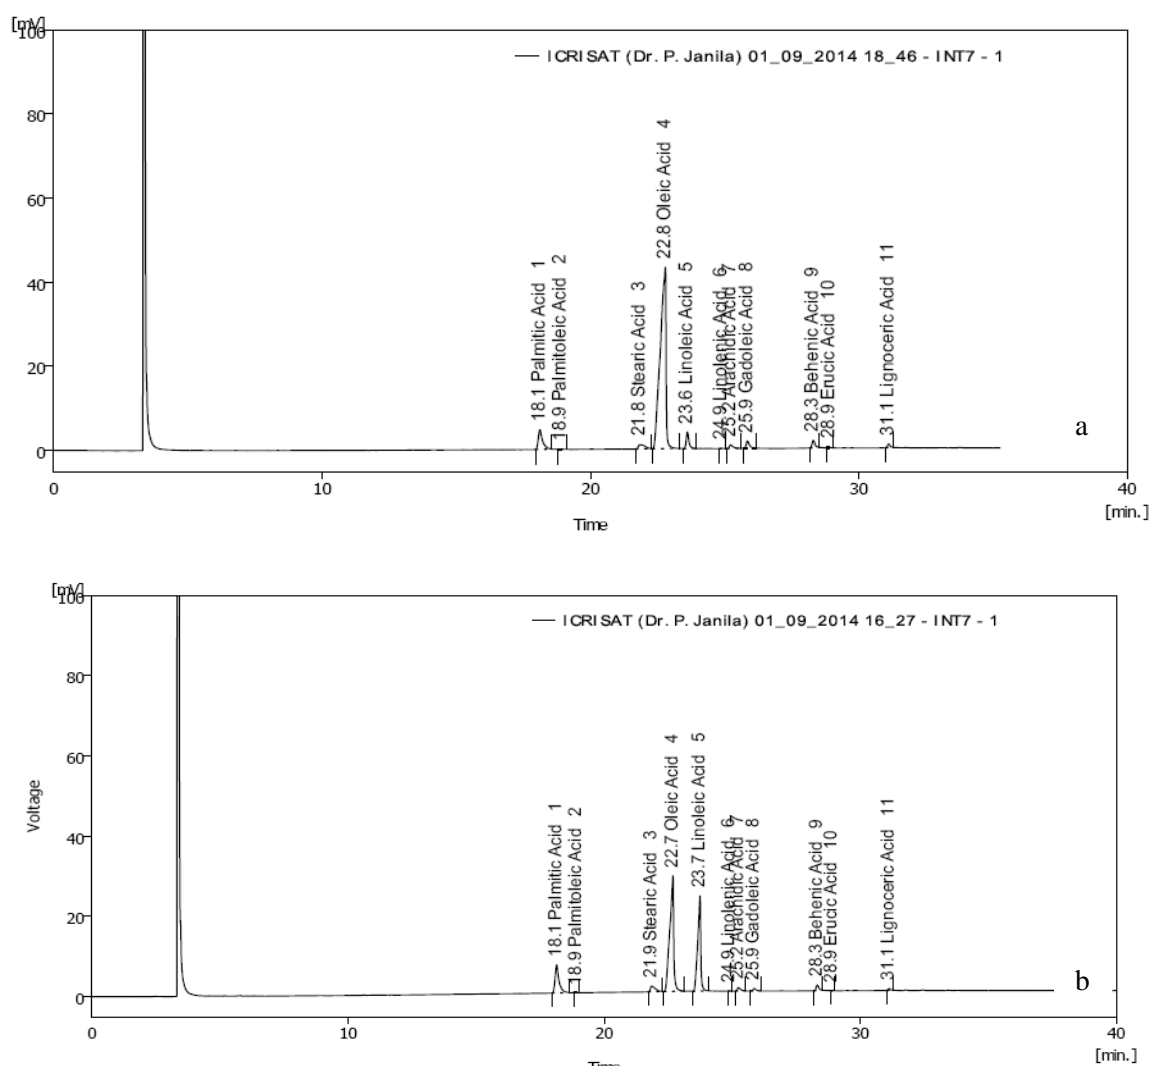 [mV]
100
ICRISAT (Dr. P. Janila) 01_09_2014 18_46 - INT7 - 1
80
60
40
20
0
18.1 Palmitic Acid 1
18.9 Palmitoleic Acid 2
21.8 Stearic Acid 3
22.8 Oleic Acid 4
23.6 Linoleic Acid 5
24.9 Linolenic Acid 6
25.2 Arachidic Acid 7
25.9 Gadoleic Acid 8
28.3 Behenic Acid 9
28.9 Erucic Acid 10
31.1 Lignoceric Acid 11
a
0 10 20 30 40
Time
[min.]
[mV]
100
ICRISAT (Dr. P. Janila) 01_09_2014 16_27 - INT7 - 1
80
60
40
20
0
Voltage
18.1 Palmitic Acid 1
18.9 Palmitoleic Acid 2
21.9 Stearic Acid 3
22.7 Oleic Acid 4
23.7 Linoleic Acid 5
24.9 Linolenic Acid 6
25.2 Arachidic Acid 7
25.9 Gadoleic Acid 8
28.3 Behenic Acid 9
28.9 Erucic Acid 10
31.1 Lignoceric Acid 11
b
0 10 20 30 40
Time
[min.]